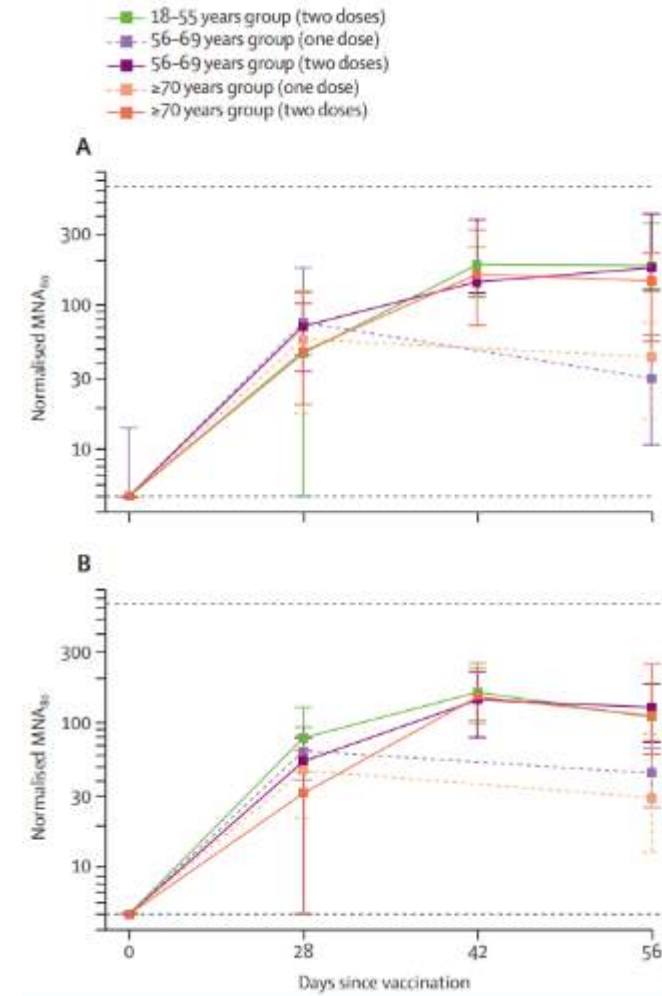 18–55 years group (two doses)
56–69 years group (one dose)
56–69 years group (two doses)
≥70 years group (one dose)
≥70 years group (two doses)
A
300
100
30
10
Normalised MNA₈₀
B
300
100
30
10
Normalised MNA₈₀
0 28 42 56
Days since vaccination